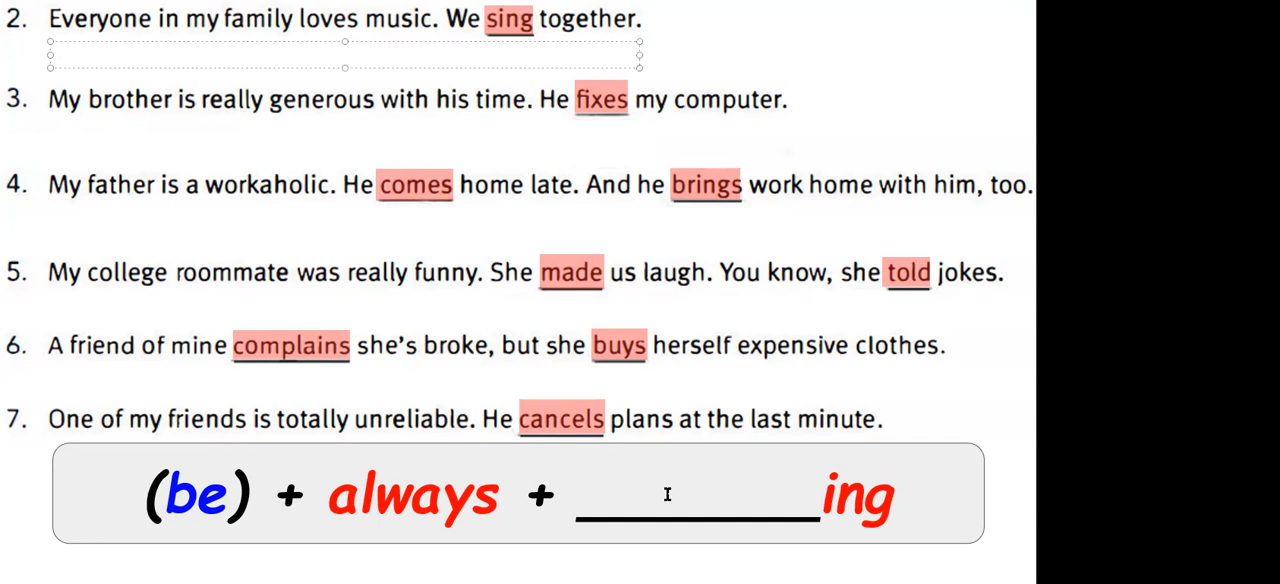 2. Everyone in my family loves music. We sing together.
3. My brother is really generous with his time. He fixes my computer.
4. My father is a workaholic. He comes home late. And he brings work home with him, too.
5. My college roommate was really funny. She made us laugh. You know, she told jokes.
6. A friend of mine complains she's broke, but she buys herself expensive clothes.
7. One of my friends is totally unreliable. He cancels plans at the last minute.
(be) + always + __________ing